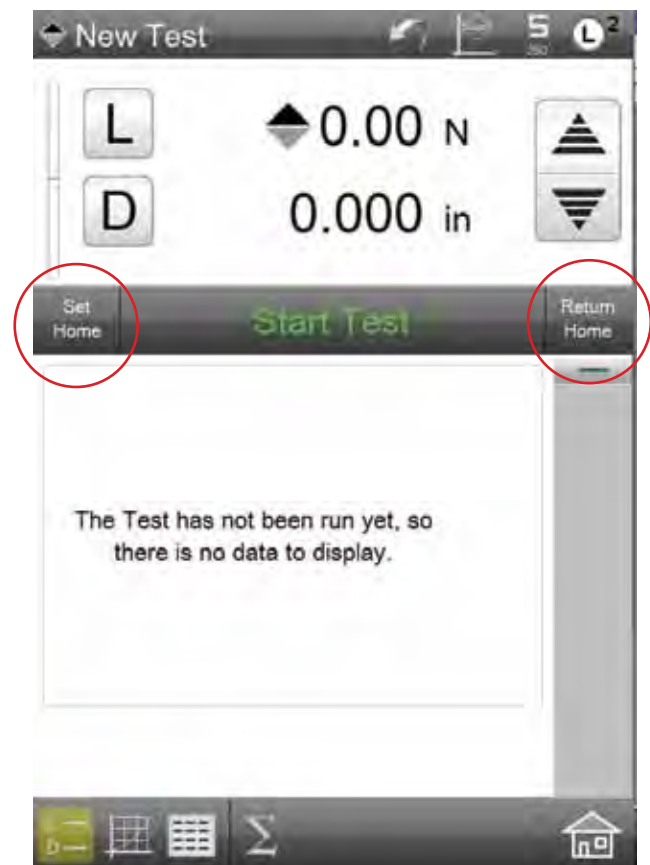 New Test
5
L 2
L
0.00 N
D
0.000 in
Set
Home
Start Test
Return
Home
The Test has not been run yet, so
there is no data to display.
D
Σ